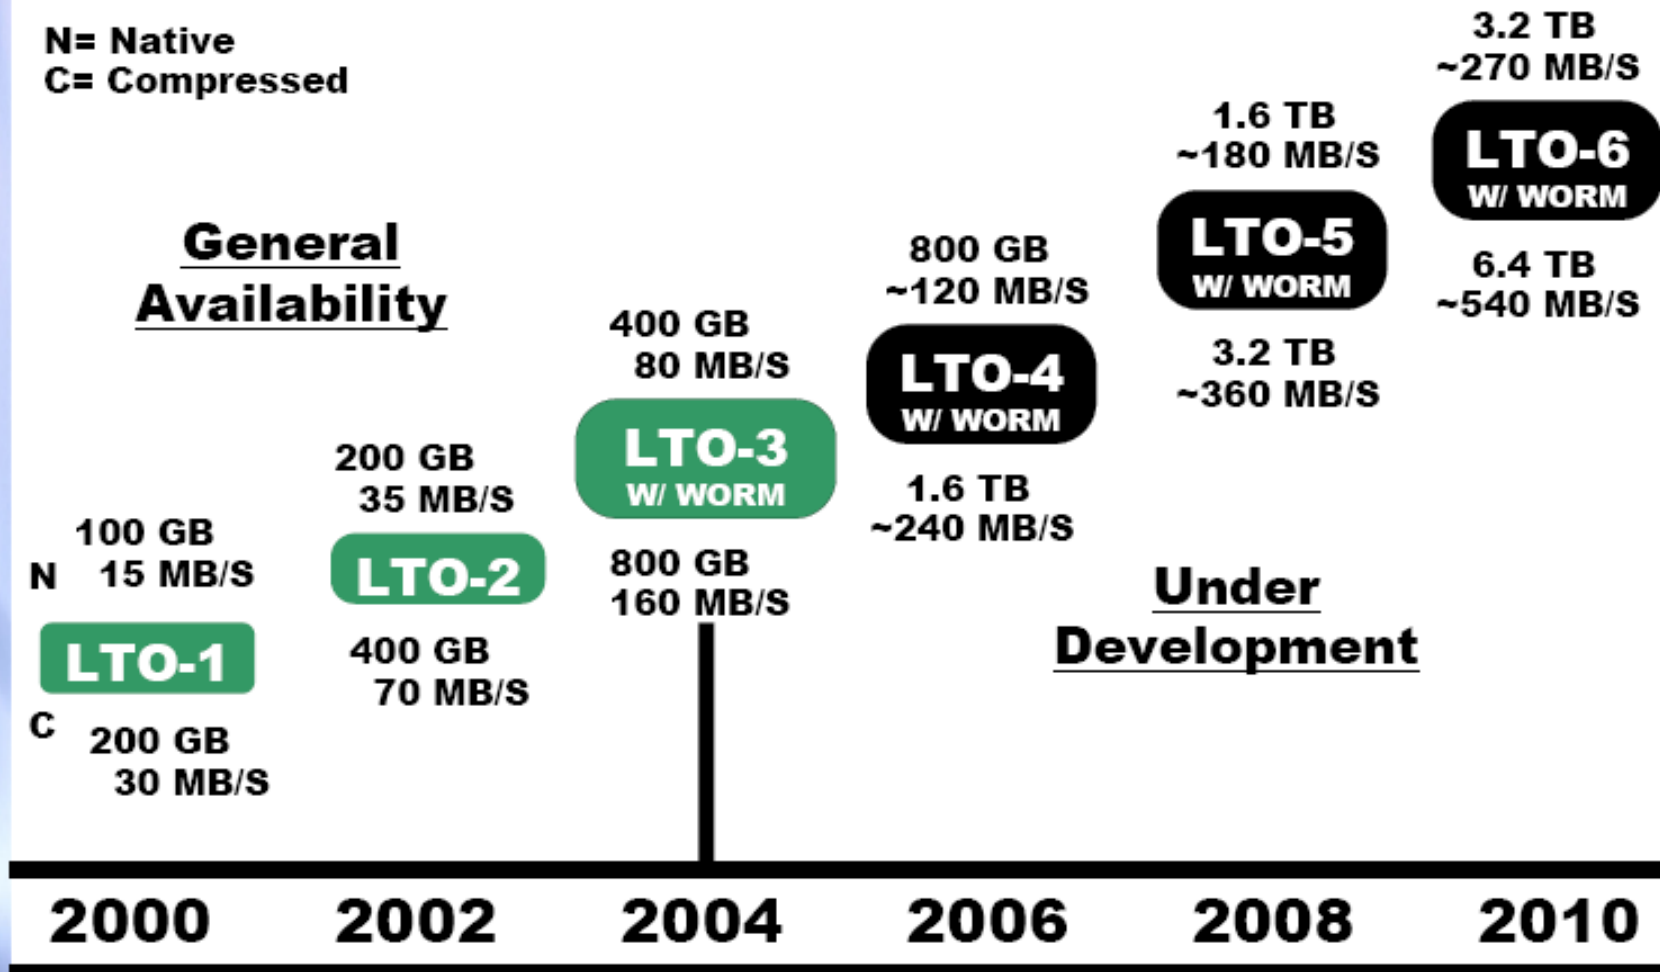 N= Native
C= Compressed
General
Availability
N
100 GB
15 MB/S
LTO-1
C
200 GB
30 MB/S
200 GB
35 MB/S
LTO-2
400 GB
70 MB/S
400 GB
80 MB/S
LTO-3
W/ WORM
800 GB
160 MB/S
800 GB
~120 MB/S
LTO-4
W/ WORM
1.6 TB
~240 MB/S
1.6 TB
~180 MB/S
LTO-5
W/ WORM
3.2 TB
~360 MB/S
3.2 TB
~270 MB/S
LTO-6
W/ WORM
6.4 TB
~540 MB/S
Under
Development
2000 2002 2004 2006 2008 2010